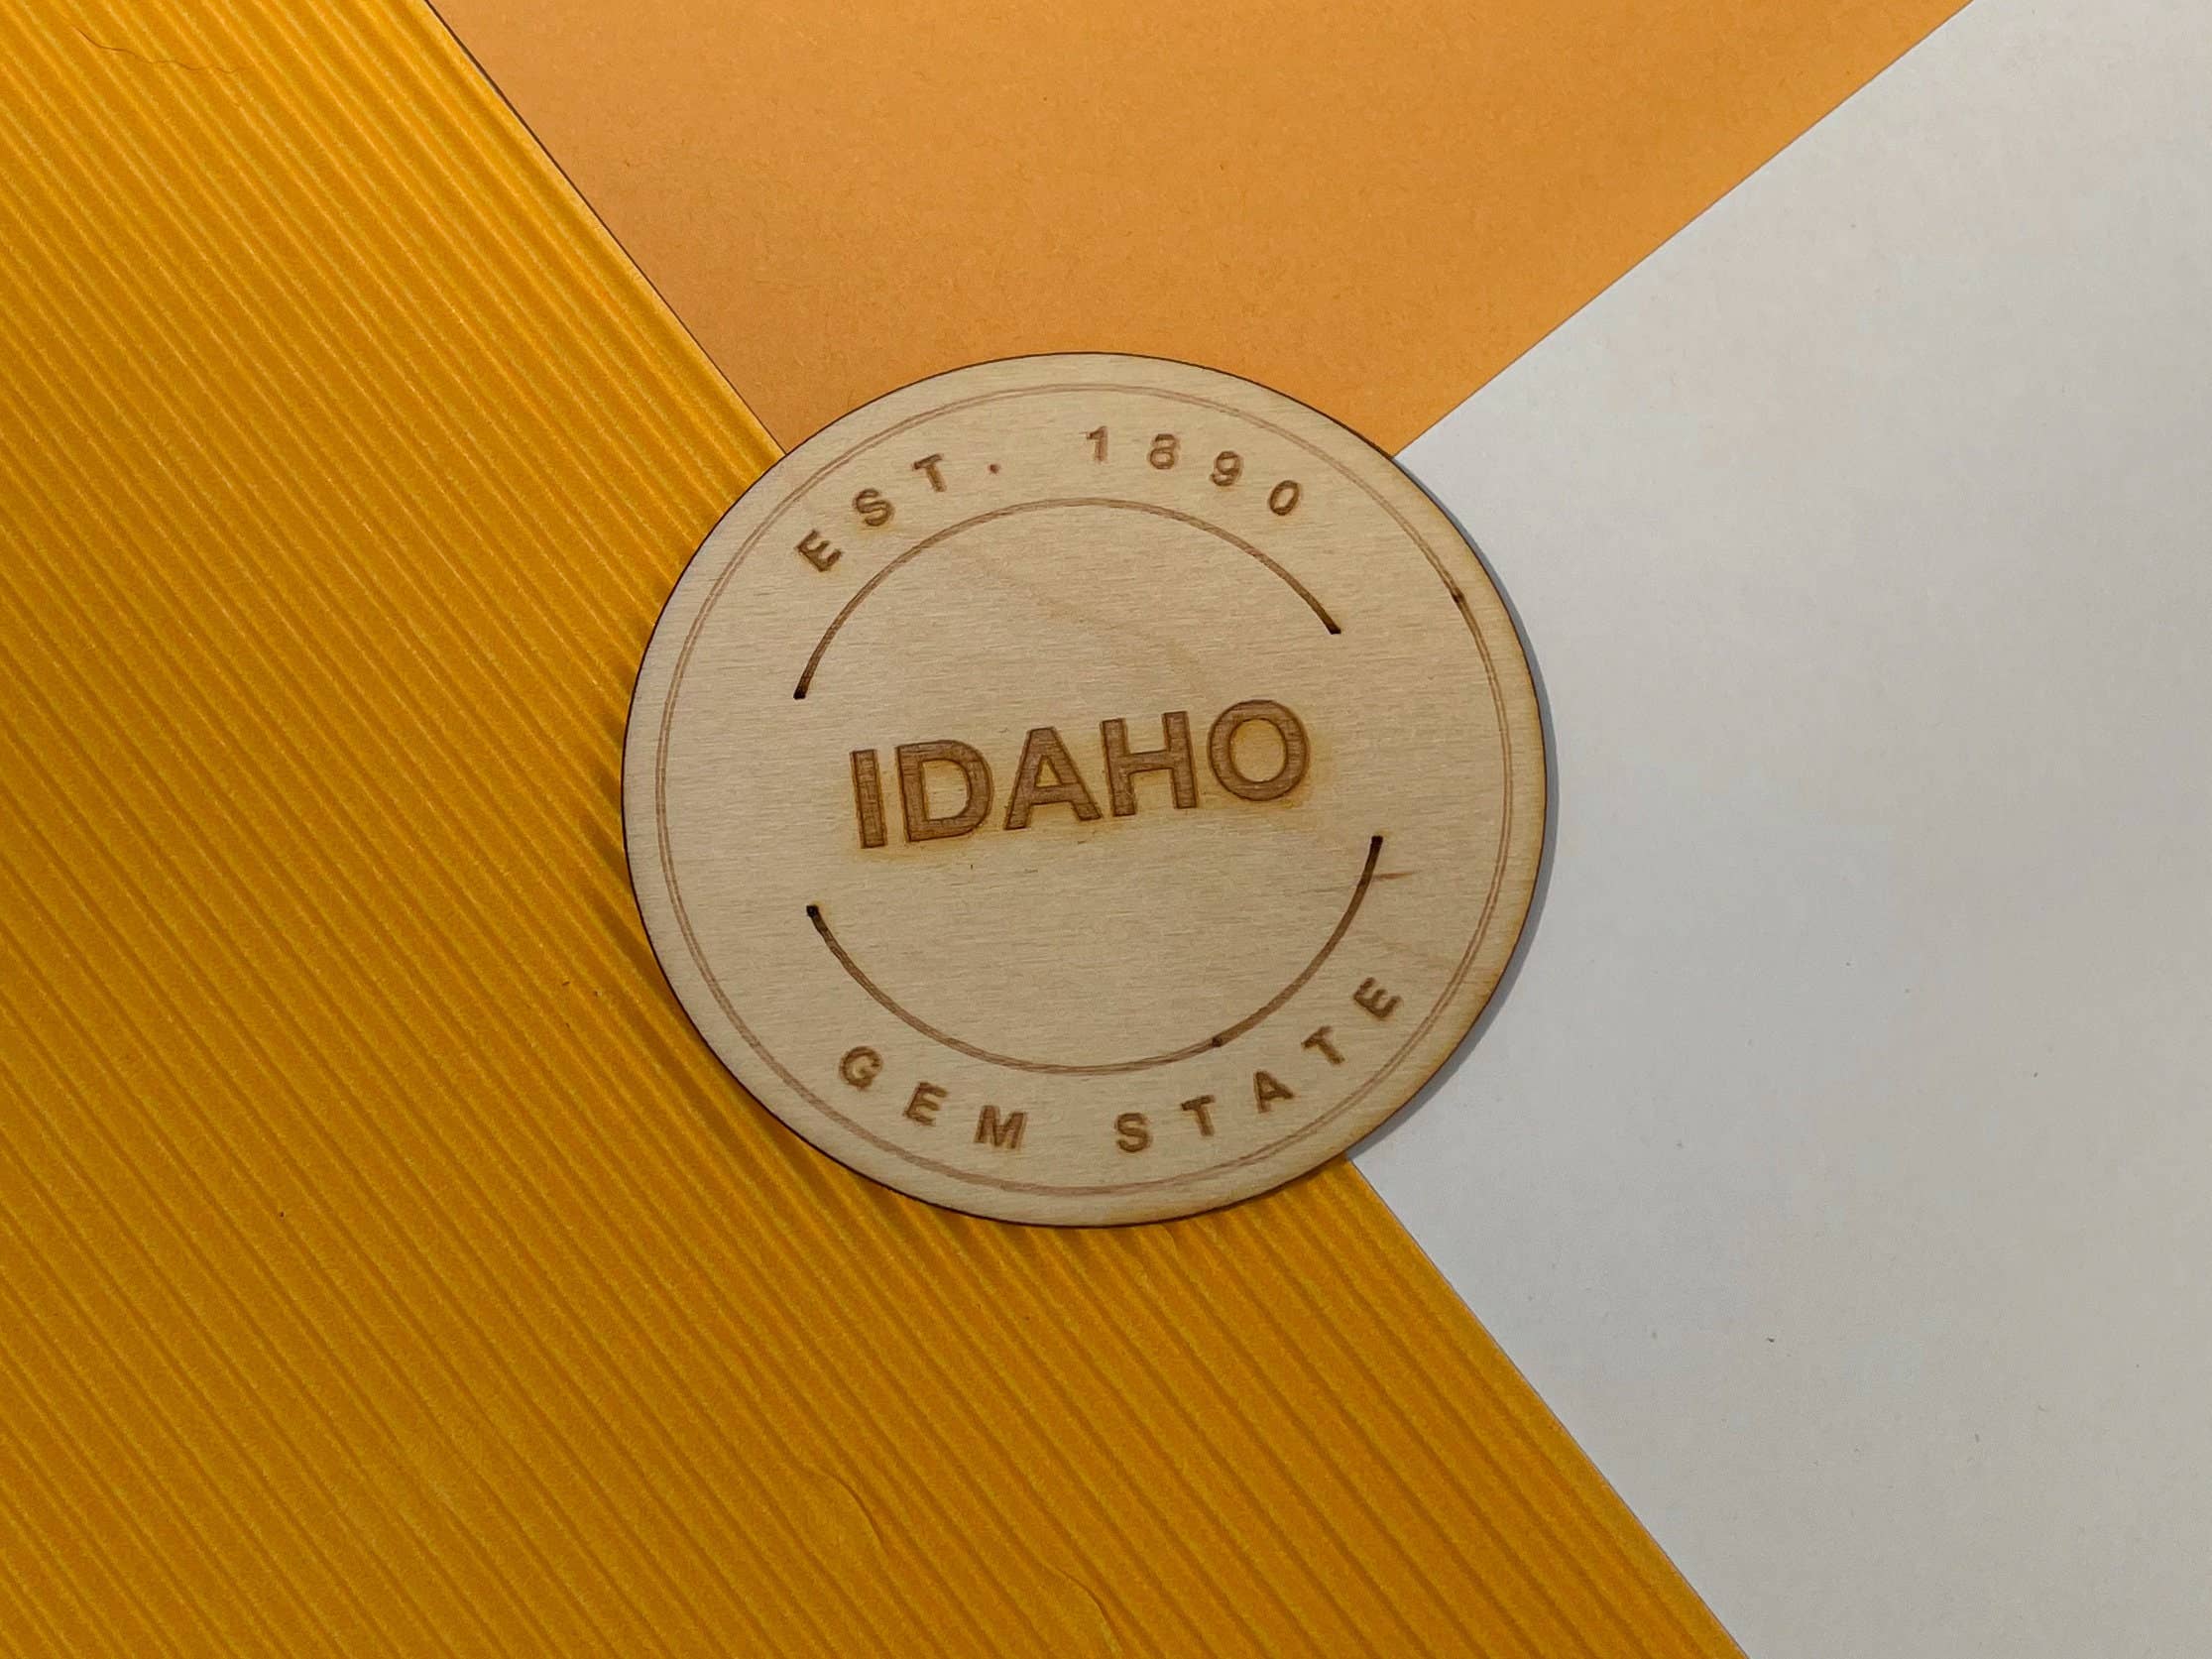 EST. 1890
IDAHO
GEM STATE